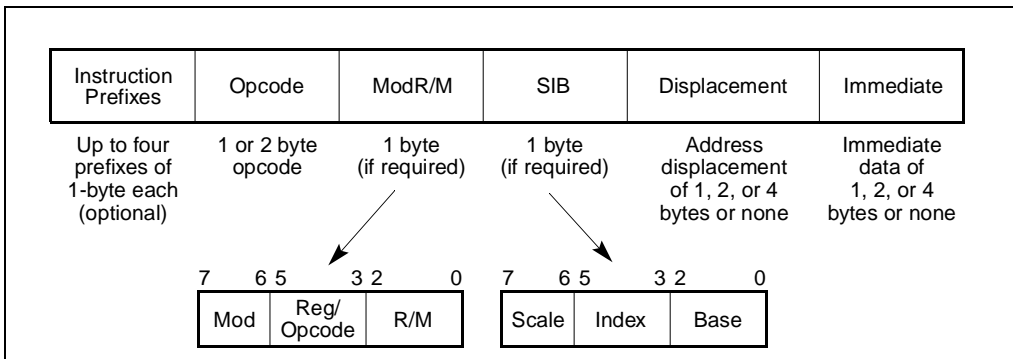 Instruction Prefixes
Opcode
ModR/M
SIB
Displacement
Immediate
Up to four
prefixes of
1-byte each
(optional)
1 or 2 byte
opcode
1 byte
(if required)
1 byte
(if required)
Address
displacement
of 1, 2, or 4
bytes or none
Immediate
data of
1, 2, or 4
bytes or none
7 6 5 3 2 0
Mod
Reg/
Opcode
R/M
7 6 5 3 2 0
Scale
Index
Base